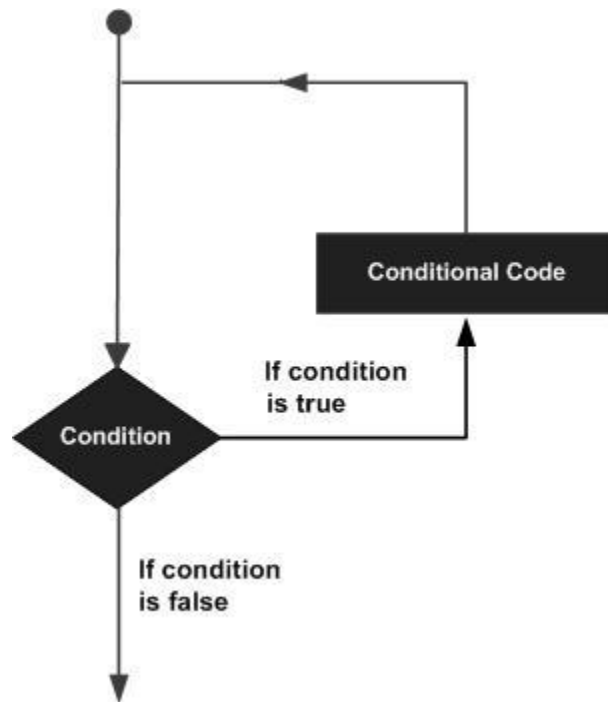 Conditional Code
If condition
is true
Condition
If condition
is false